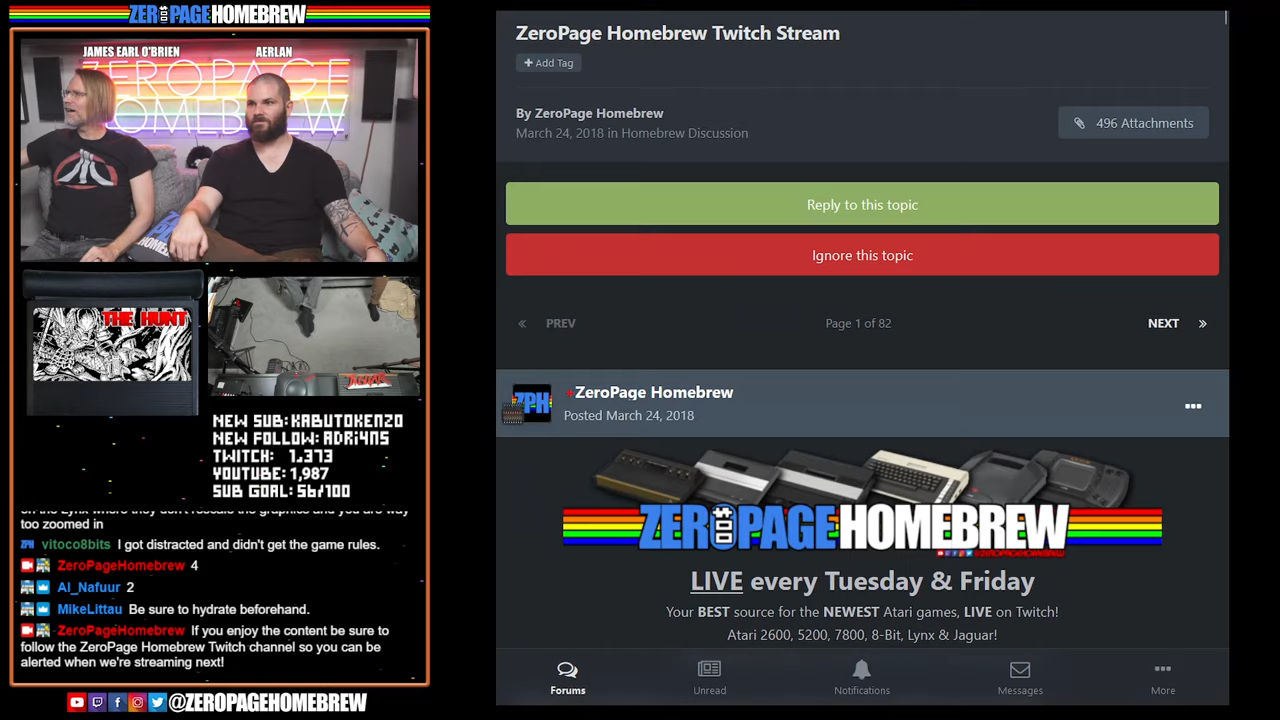 ZEROPAGE HOMEBREW
JAMES EARL O'BRIEN
AERLAN
ZEROPAGE
HOMEBREW
THE HUNT
NEW SUB: KABUTOKENZO
NEW FOLLOW: ADRI4NS
TWITCH: 1,373
YOUTUBE: 1,987
SUB GOAL: 56/100
on the Lynx where they don't rescale the graphics and you are way
too zoomed in
vitoco8bits I got distracted and didn't get the game rules.
ZeroPageHomebrew 4
Al_Nafuur 2
MikeLittau Be sure to hydrate beforehand.
ZeroPageHomebrew If you enjoy the content be sure to
follow the ZeroPage Homebrew Twitch channel so you can be
alerted when we're streaming next!
@ZEROPAGEHOMEBREW
ZeroPage Homebrew Twitch Stream
+ Add Tag
By ZeroPage Homebrew
March 24, 2018 in Homebrew Discussion
496 Attachments
Reply to this topic
Ignore this topic
« PREV
Page 1 of 82
NEXT »
ZPH
+ZeroPage Homebrew
Posted March 24, 2018
ZEROPAGE HOMEBREW
LIVE every Tuesday & Friday
Your BEST source for the NEWEST Atari games, LIVE on Twitch!
Atari 2600, 5200, 7800, 8-Bit, Lynx & Jaguar!
Forums
Unread
Notifications
Messages
More